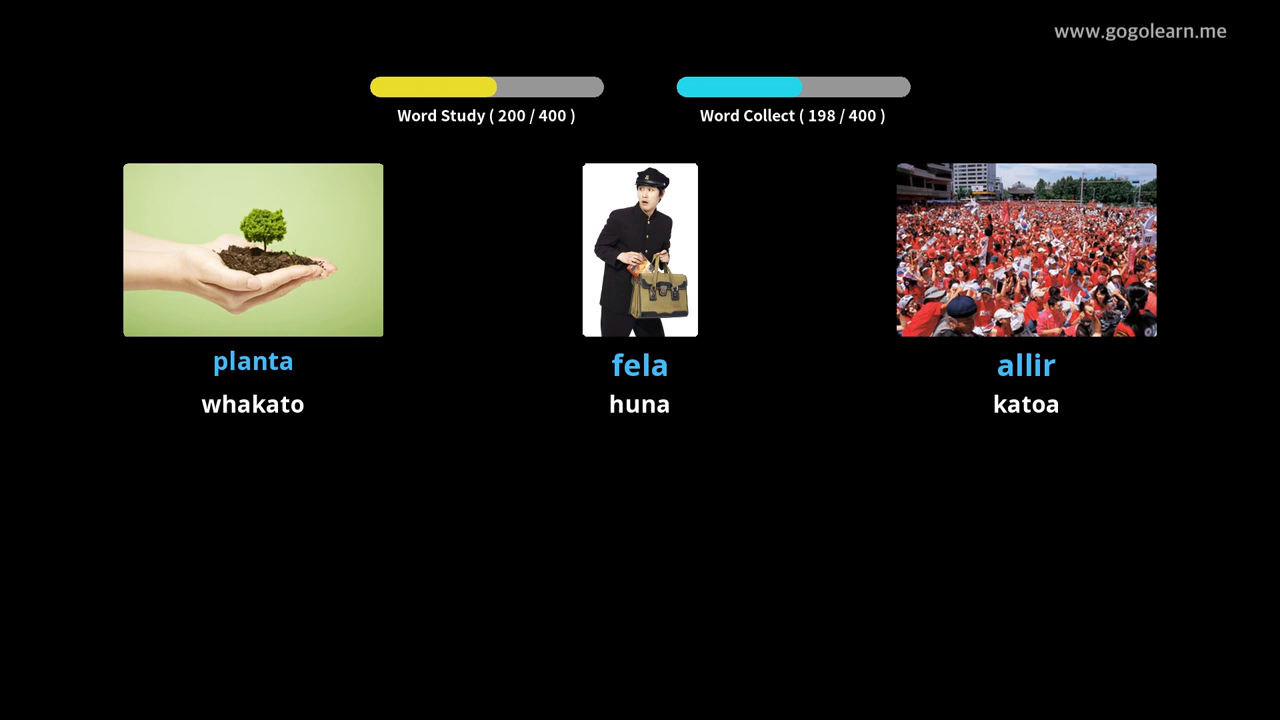 www.gogolearn.me
Word Study ( 200 / 400 )
Word Collect ( 198 / 400 )
planta
fela
allir
whakato
huna
katoa